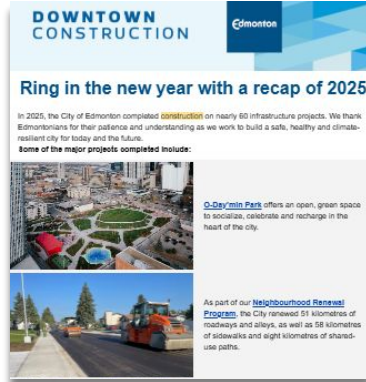 DOWNTOWN
CONSTRUCTION
Edmonton
Ring in the new year with a recap of 2025
In 2025, the City of Edmonton completed construction on nearly 60 infrastructure projects. We thank
Edmontonians for their patience and understanding as we work to build a safe, healthy and climate-
resilient city for today and the future.
Some of the major projects completed include:
O-Day'min Park offers an open, green space
to socialize, celebrate and recharge in the
heart of the city.
As part of our Neighbourhood Renewal
Program, the City renewed 51 kilometres of
roadways and alleys, as well as 58 kilometres
of sidewalks and eight kilometres of shared-
use paths.